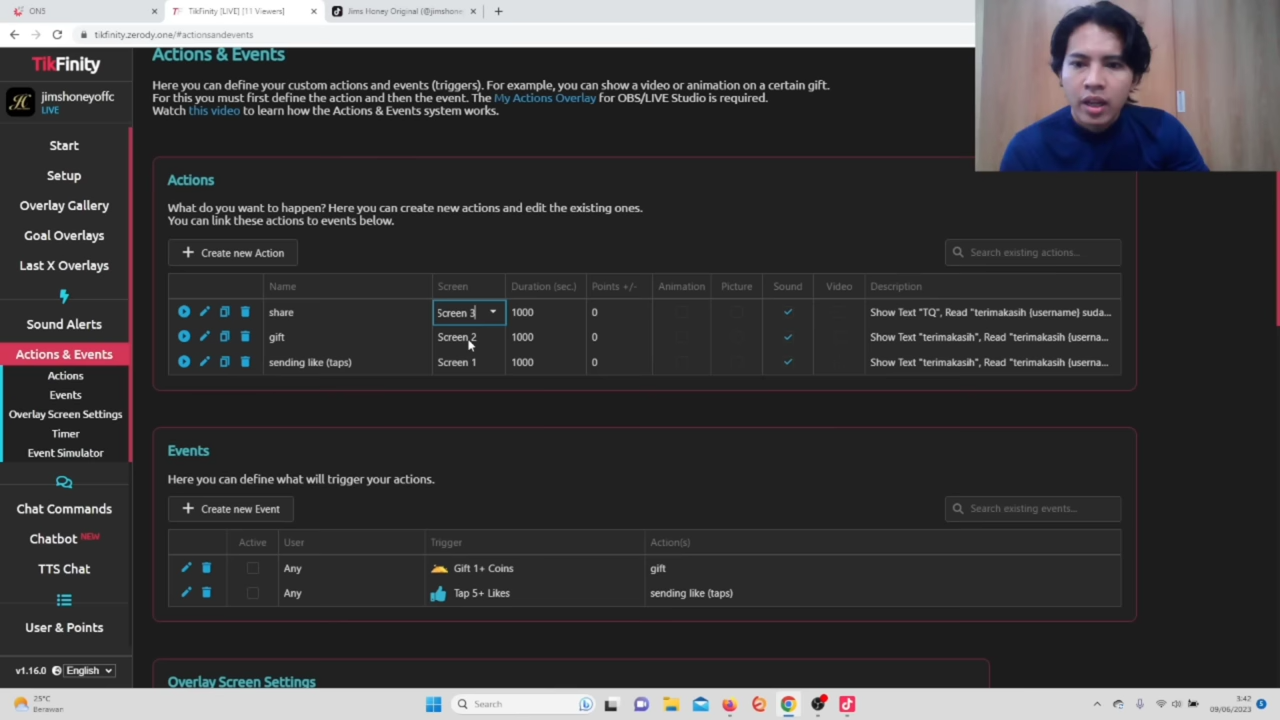 ONS
TikFinity [LIVE] [11 Viewers]
Jims Honey Original (@jimshone
tikfinity.zerody.one/#actionsandevents
TikFinity
jimshoneyoffc
LIVE
Start
Setup
Overlay Gallery
Goal Overlays
Last X Overlays
Sound Alerts
Actions & Events
Actions
Events
Overlay Screen Settings
Timer
Event Simulator
Chat Commands
Chatbot NEW
TTS Chat
User & Points
v1.16.0 English
Actions & Events
Here you can define your custom actions and events (triggers). For example, you can show a video or animation on a certain gift.
For this you must first define the action and then the event. The My Actions Overlay for OBS/LIVE Studio is required.
Watch this video to learn how the Actions & Events system works.
Actions
What do you want to happen? Here you can create new actions and edit the existing ones.
You can link these actions to events below.
+ Create new Action
Search existing actions...
Name Screen Duration (sec.) Points +/- Animation Picture Sound Video Description
share Screen 3 1000 0 Show Text "TQ", Read "terimakasih {username} suda...
gift Screen 2 1000 0 Show Text "terimakasih", Read "terimakasih {userna...
sending like (taps) Screen 1 1000 0 Show Text "terimakasih", Read "terimakasih {userna...
Events
Here you can define what will trigger your actions.
+ Create new Event
Search existing events...
Active User Trigger Action(s)
Any Gift 1+ Coins gift
Any Tap 5+ Likes sending like (taps)
Overlay Screen Settings
25°C
Berawan
Search
3:42
09/06/2023